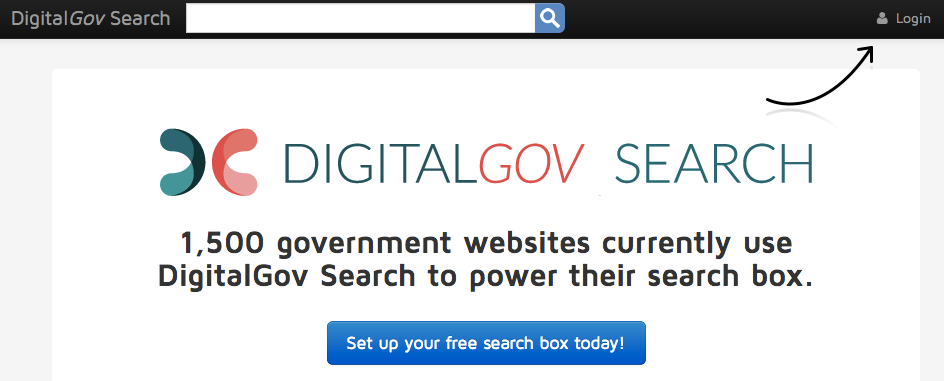 DigitalGov Search
Login
DIGITALGOV SEARCH
1,500 government websites currently use
DigitalGov Search to power their search box.
Set up your free search box today!